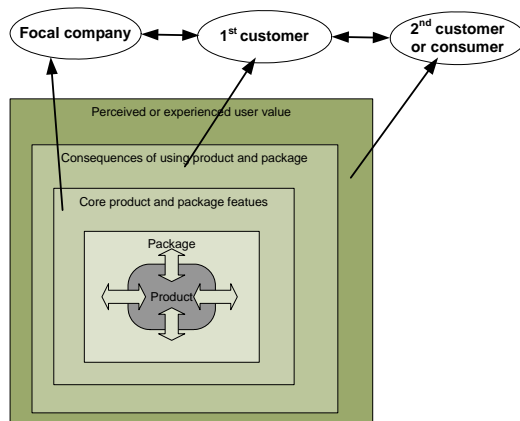 Focal company
1st customer
2nd customer
or consumer
Perceived or experienced user value
Consequences of using product and package
Core product and package featues
Package
Product